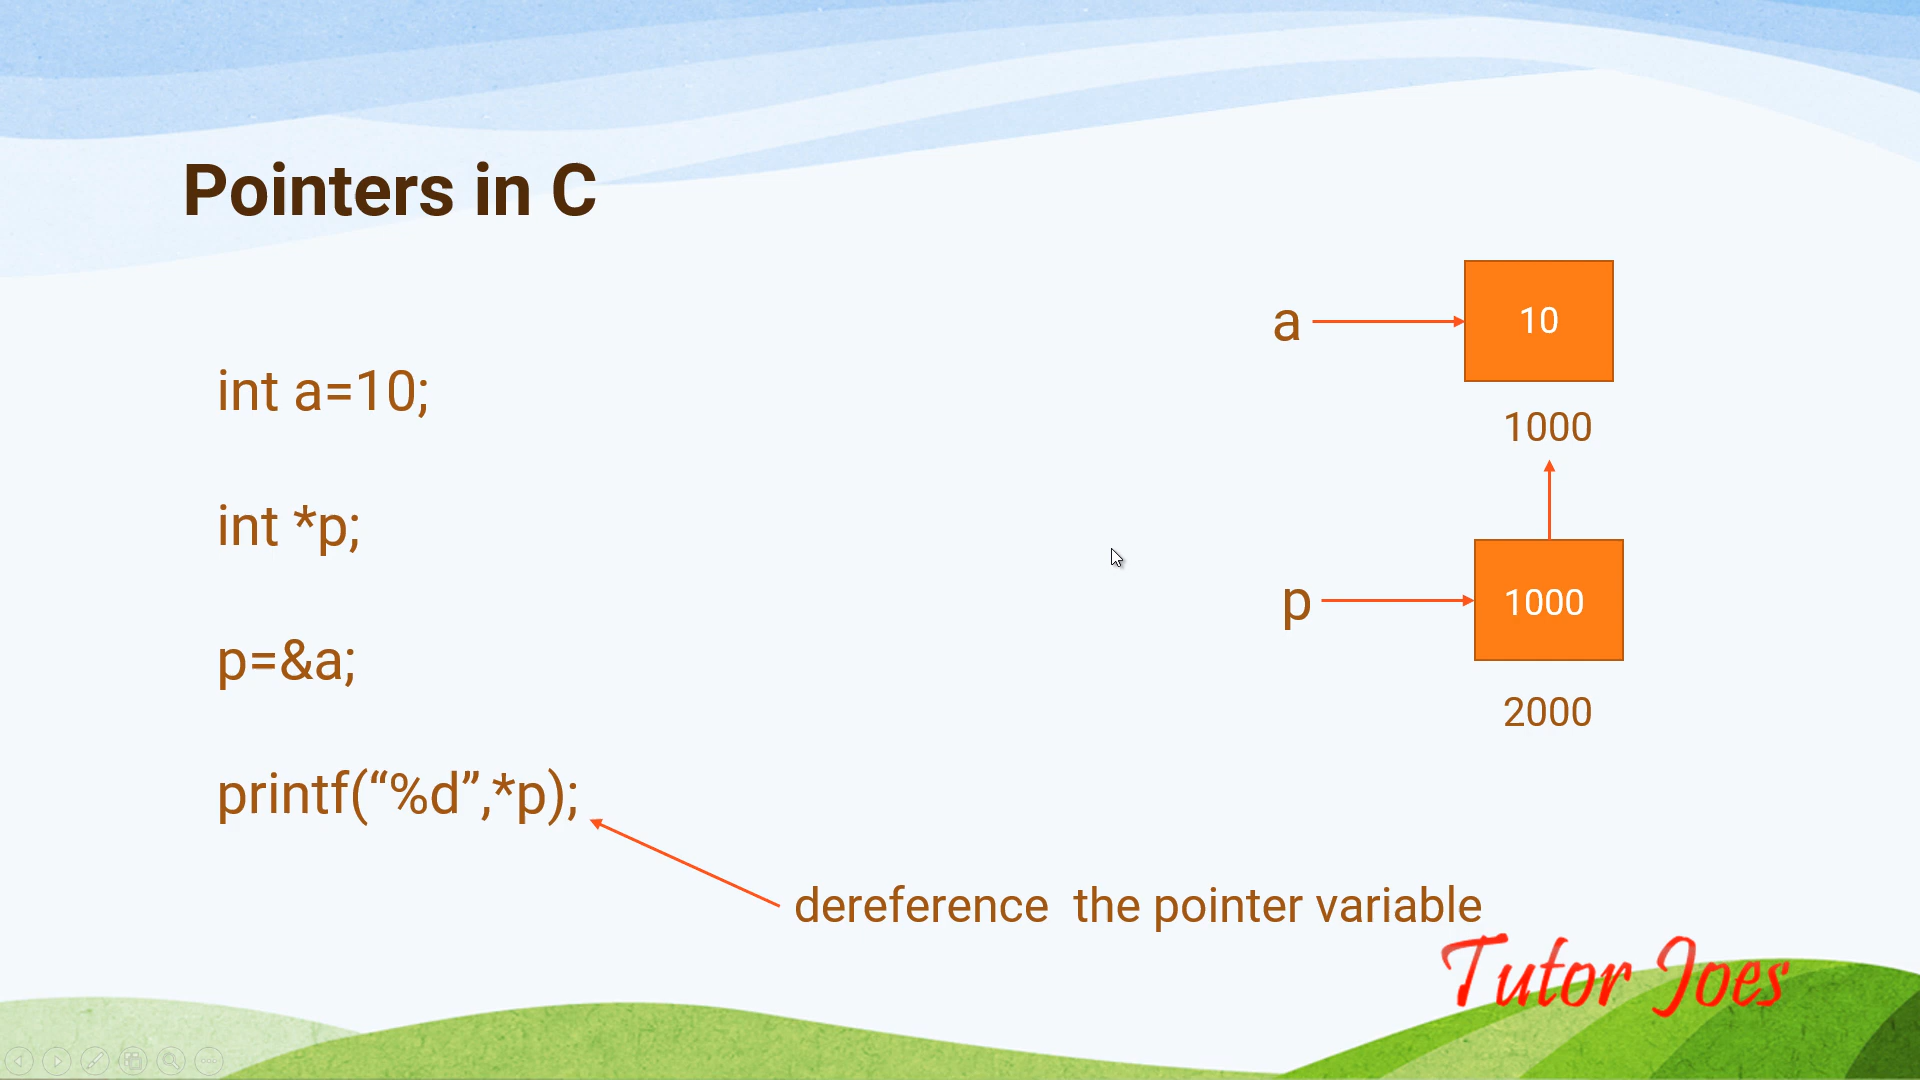 Pointers in C
a
10
int a=10;
1000
int *p;
p
1000
p=&a;
2000
printf(“%d”,*p);
dereference  the pointer variable
Tutor Joes